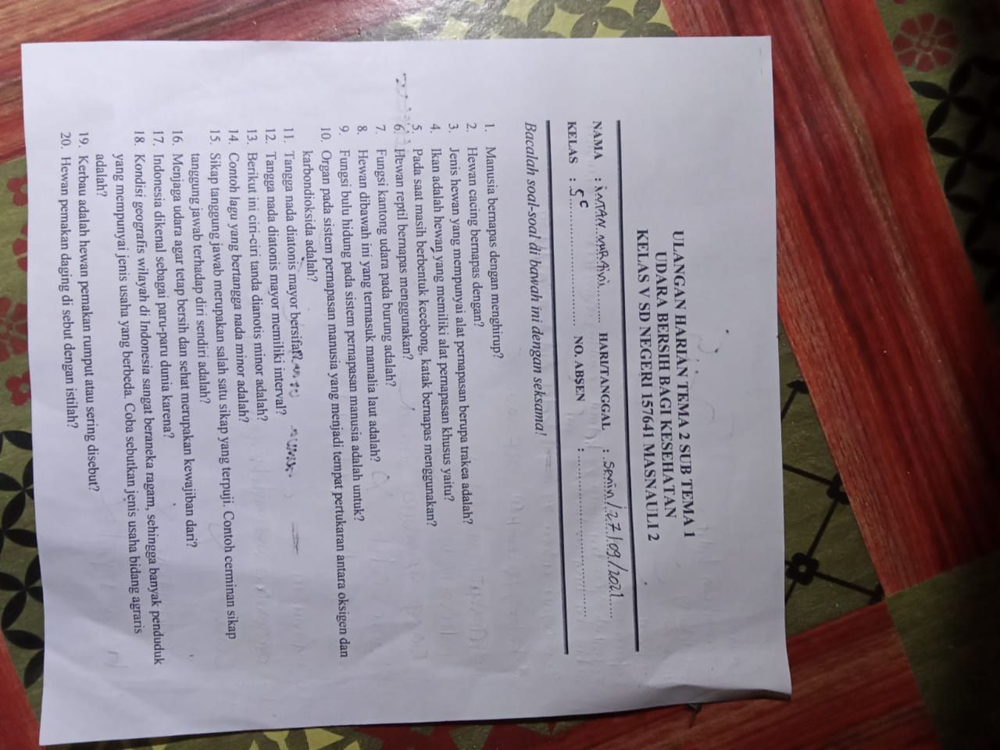 ULANGAN HARIAN TEMA 2 SUB TEMA 1
UDARA BERSIH BAGI KESEHATAN
KELAS V SD NEGERI 157641 MASNAULI 2
NAMA : INTAN NURAINI HARI/TANGGAL : Senin/27/09/2021
KELAS : 5C NO. ABSEN :
Bacalah soal-soal di bawah ini dengan seksama!
1. Manusia bernapas dengan menghirup?
2. Hewan cacing bernapas dengan?
3. Jenis hewan yang mempunyai alat pernapasan berupa trakea adalah?
4. Ikan adalah hewan yang memiliki alat pernapasan khusus yaitu?
5. Pada saat masih berbentuk kecebong, katak bernapas menggunakan?
6. Hewan reptil bernapas menggunakan?
7. Fungsi kantong udara pada burung adalah?
8. Hewan dibawah ini yang termasuk mamalia laut adalah?
9. Fungsi bulu hidung pada sistem pernapasan manusia adalah untuk?
10. Organ pada sistem pernapasan manusia yang menjadi tempat pertukaran antara oksigen dan
karbondioksida adalah?
11. Tangga nada diatonis mayor bersifat?
12. Tangga nada diatonis mayor memiliki interval?
13. Berikut ini ciri-ciri tanda dianotis minor adalah?
14. Contoh lagu yang bertangga nada minor adalah?
15. Sikap tanggung jawab merupakan salah satu sikap yang terpuji. Contoh cerminan sikap
tanggung jawab terhadap diri sendiri adalah?
16. Menjaga udara agar tetap bersih dan sehat merupakan kewajiban dari?
17. Indonesia dikenal sebagai paru-paru dunia karena?
18. Kondisi geografis wilayah di Indonesia sangat beraneka ragam, sehingga banyak penduduk
yang mempunyai jenis usaha yang berbeda. Coba sebutkan jenis usaha bidang agraris
adalah?
19. Kerbau adalah hewan pemakan rumput atau sering disebut?
20. Hewan pemakan daging di sebut dengan istilah?